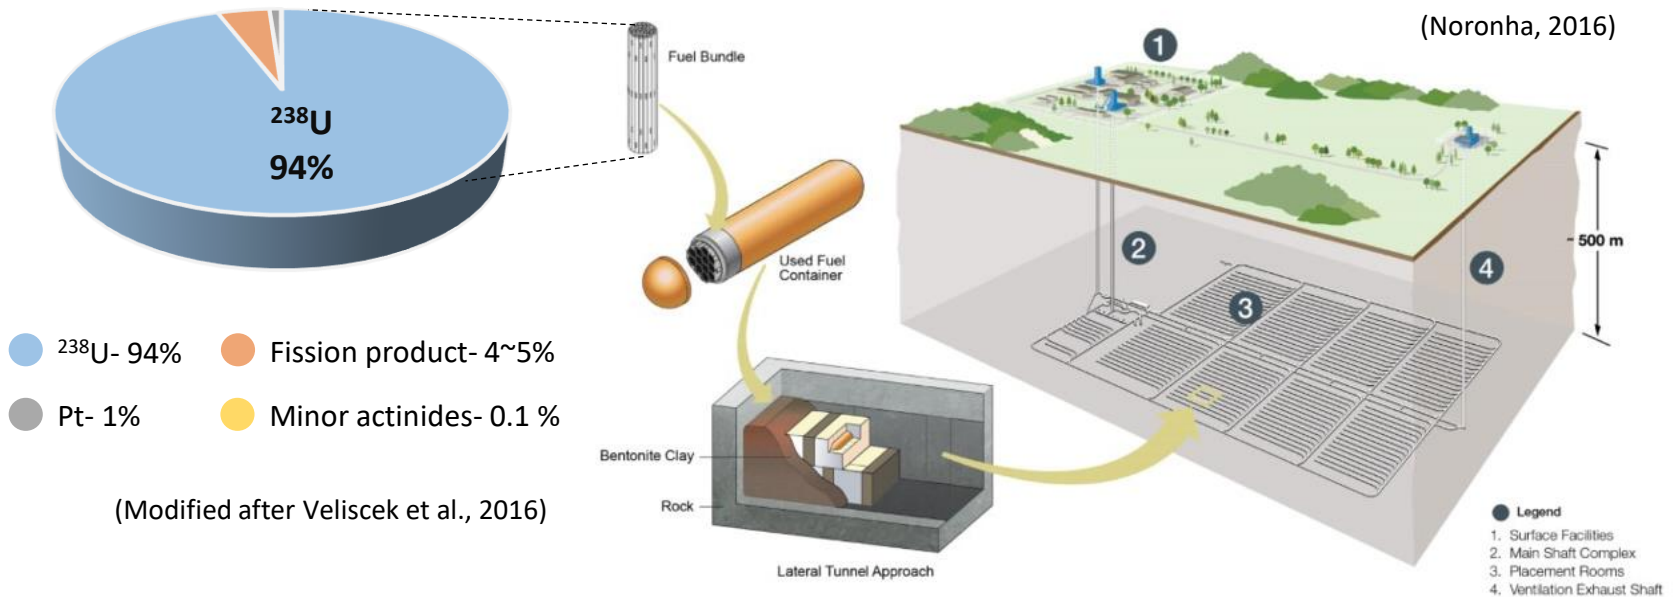 (Noronha, 2016)
²³⁸U
94%
Fuel Bundle
Used Fuel
Container
²³⁸U- 94%
Fission product- 4~5%
Pt- 1%
Minor actinides- 0.1 %
(Modified after Veliscek et al., 2016)
Bentonite Clay
Rock
Lateral Tunnel Approach
1
2
3
4
500 m
Legend
1. Surface Facilities
2. Main Shaft Complex
3. Placement Rooms
4. Ventilation Exhaust Shaft